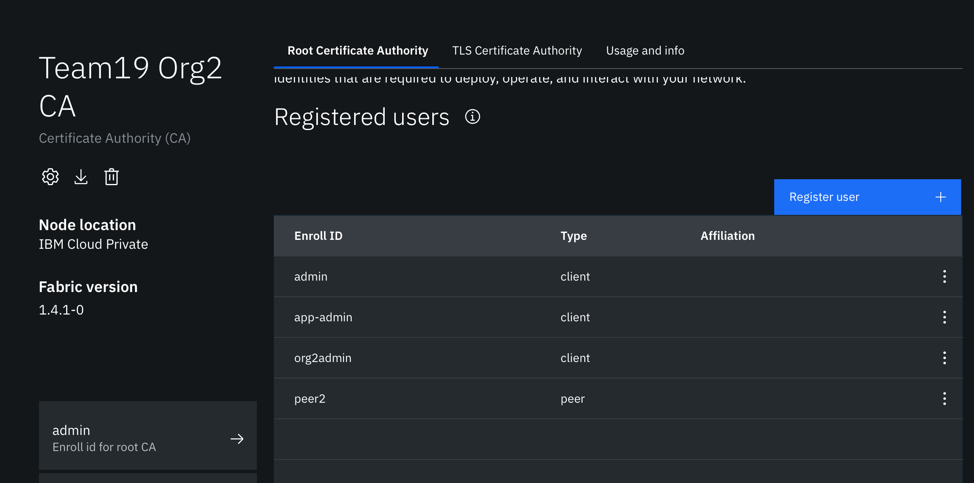 Team19 Org2
CA
Certificate Authority (CA)
Node location
IBM Cloud Private
Fabric version
1.4.1-0
admin
Enroll id for root CA
Root Certificate Authority TLS Certificate Authority Usage and info
identities that are required to deploy, operate, and interact with your network.
Registered users
Register user
Enroll ID Type Affiliation
admin client
app-admin client
org2admin client
peer2 peer